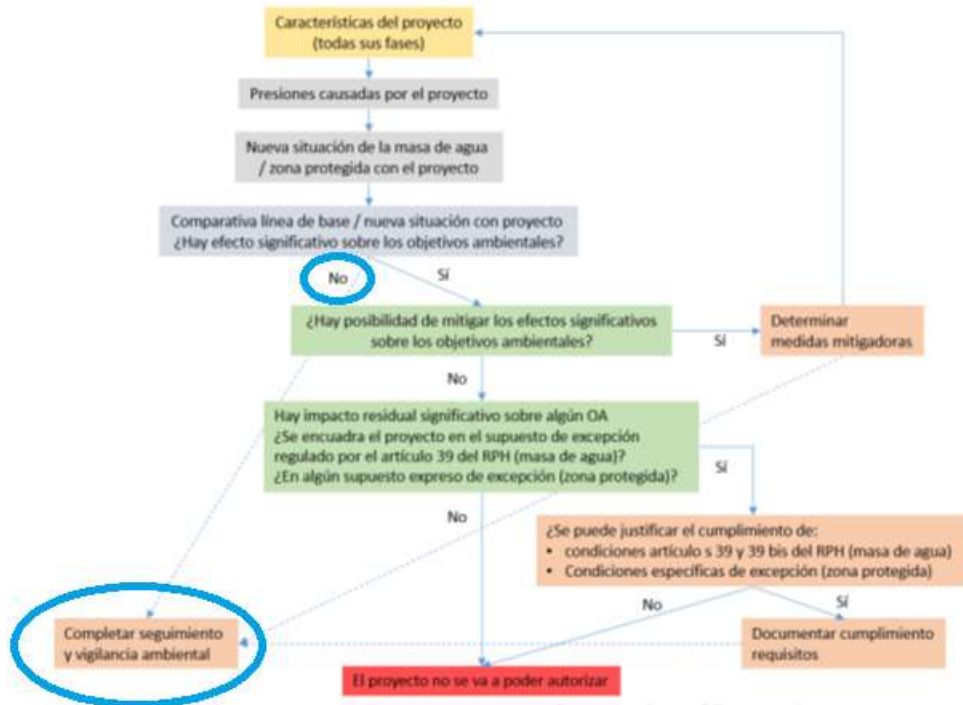 Características del proyecto
(todas sus fases)
Presiones causadas por el proyecto
Nueva situación de la masa de agua
/ zona protegida con el proyecto
Comparativa línea de base / nueva situación con proyecto
¿Hay efecto significativo sobre los objetivos ambientales?
No
Sí
¿Hay posibilidad de mitigar los efectos significativos
sobre los objetivos ambientales?
Sí
Determinar
medidas mitigadoras
No
Hay impacto residual significativo sobre algún OA
¿Se encuadra el proyecto en el supuesto de excepción
regulado por el artículo 39 del RPH (masa de agua)?
¿En algún supuesto expreso de excepción (zona protegida)?
Sí
No
¿Se puede justificar el cumplimiento de:
• condiciones artículo s 39 y 39 bis del RPH (masa de agua)
• Condiciones específicas de excepción (zona protegida)
No
Sí
Completar seguimiento
y vigilancia ambiental
Documentar cumplimiento
requisitos
El proyecto no se va a poder autorizar